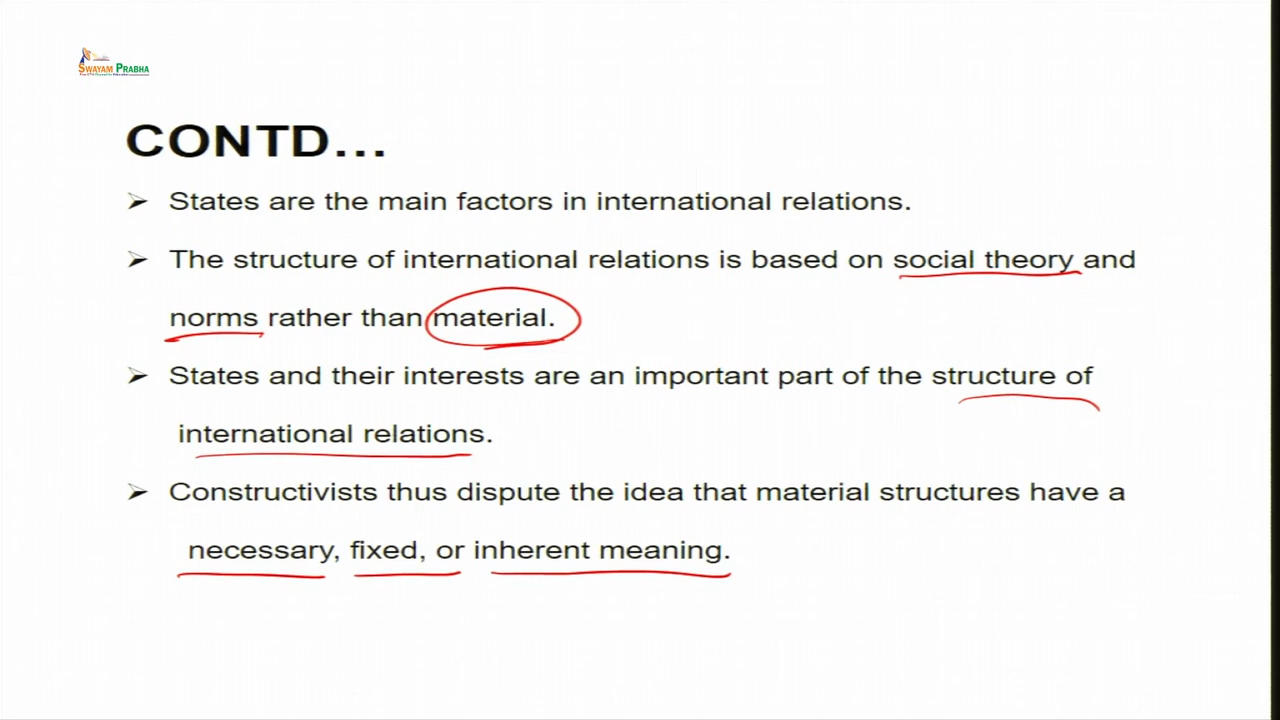 SWAYAM PRABHA
CONTD...
➢ States are the main factors in international relations.
➢ The structure of international relations is based on social theory and
norms rather than material.
➢ States and their interests are an important part of the structure of
international relations.
➢ Constructivists thus dispute the idea that material structures have a
necessary, fixed, or inherent meaning.